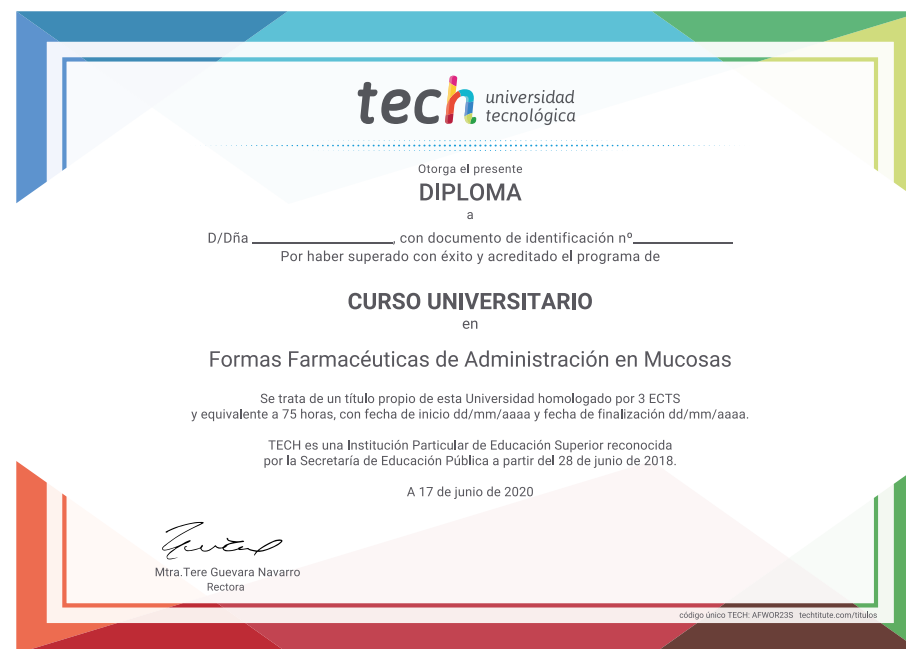 tech universidad
tecnológica
Otorga el presente
DIPLOMA
a
D/Dña ____________________, con documento de identificación nº______________
Por haber superado con éxito y acreditado el programa de
CURSO UNIVERSITARIO
en
Formas Farmacéuticas de Administración en Mucosas
Se trata de un título propio de esta Universidad homologado por 3 ECTS
y equivalente a 75 horas, con fecha de inicio dd/mm/aaaa y fecha de finalización dd/mm/aaaa.
TECH es una Institución Particular de Educación Superior reconocida
por la Secretaría de Educación Pública a partir del 28 de junio de 2018.
A 17 de junio de 2020
Mtra.Tere Guevara Navarro
Rectora
código único TECH: AFWOR23S techtitute.com/titulos